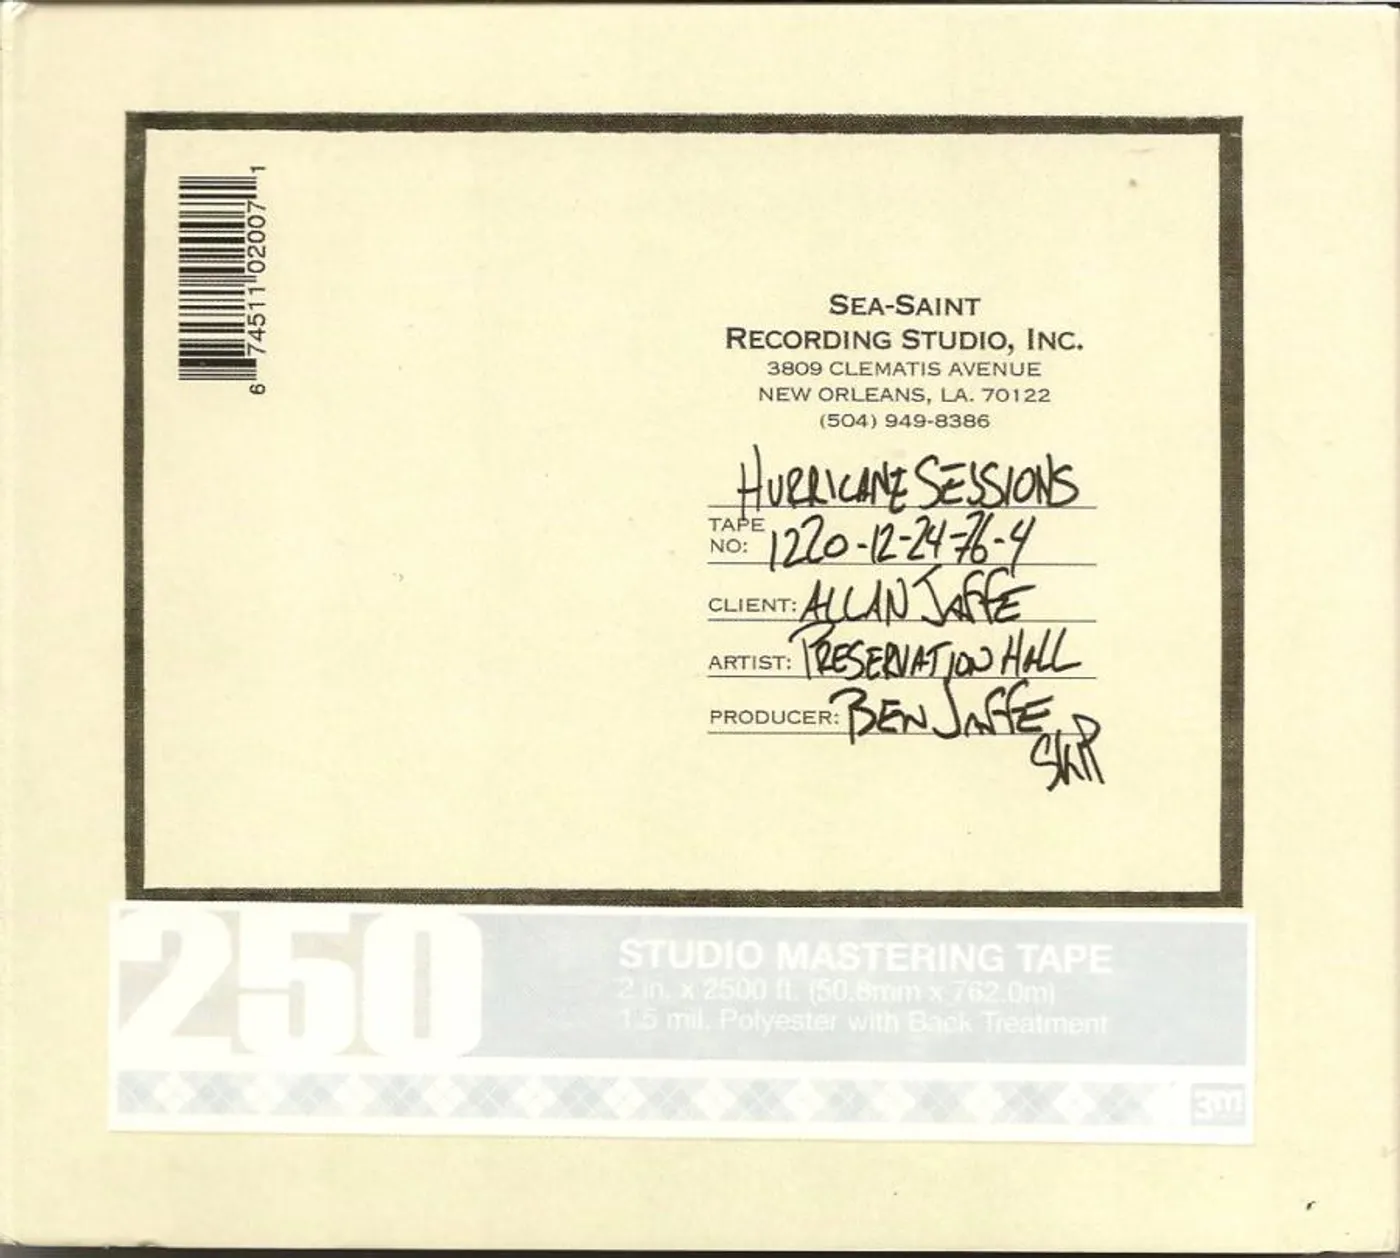 6 74511 02007 1
SEA-SAINT
RECORDING STUDIO, INC.
3809 CLEMATIS AVENUE
NEW ORLEANS, LA. 70122
(504) 949-8386
HURRICANE SESSIONS
TAPE NO: 1220-12-24-76-4
CLIENT: ALLAN JAFFE
ARTIST: PRESERVATION HALL
PRODUCER: BEN JAFFE
SKR
250
STUDIO MASTERING TAPE
2 in. x 2500 ft. (50.8mm x 762.0m)
1.5 mil. Polyester with Back Treatment
3M